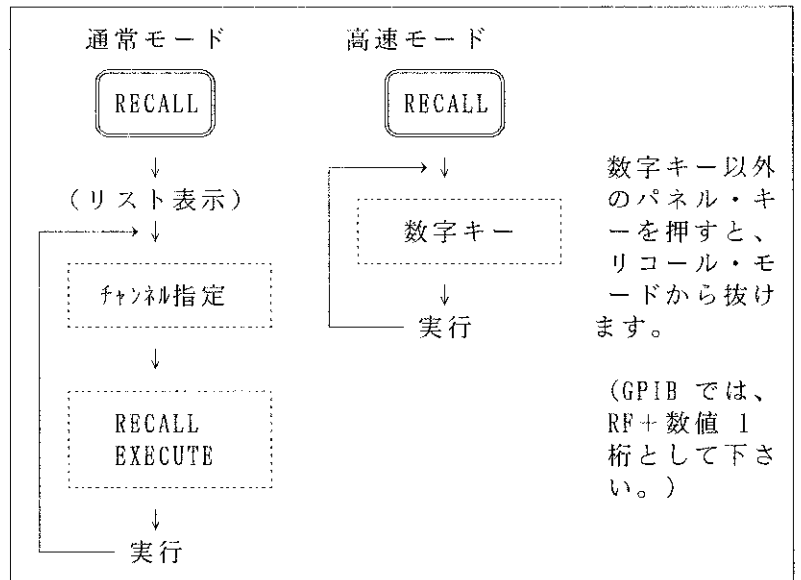 通常モード
RECALL
↓
(リスト表示)
↓
チャンネル指定
↓
RECALL
EXECUTE
↓
実行
高速モード
RECALL
↓
数字キー
↓
実行
数字キー以外
のパネル・キ
ーを押すと、
リコール・モ
ードから抜け
ます。
(GPIB では、
RF+数値 1
桁として下さ
い。)